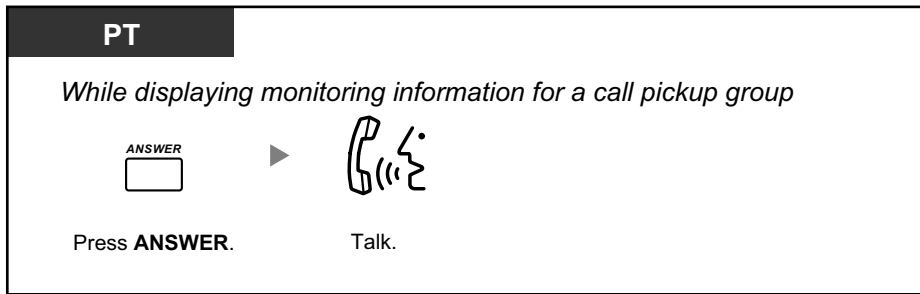 PT
While displaying monitoring information for a call pickup group
ANSWER
Press ANSWER.
Talk.